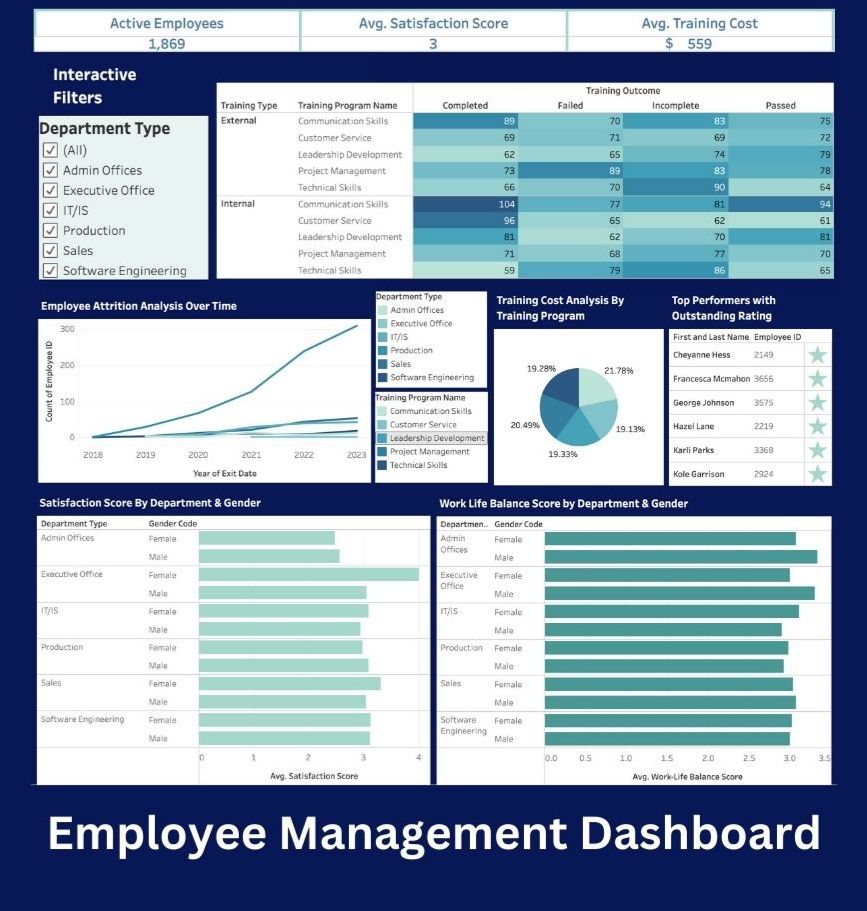 Active Employees
1,869
Avg. Satisfaction Score
3
Avg. Training Cost
$ 559
Interactive
Filters
Department Type
(All)
Admin Offices
Executive Office
IT/IS
Production
Sales
Software Engineering
Training Outcome
Training Type Training Program Name Completed Failed Incomplete Passed
External Communication Skills 89 70 83 75
Customer Service 69 71 69 72
Leadership Development 62 65 74 79
Project Management 73 89 83 78
Technical Skills 66 70 90 64
Internal Communication Skills 104 77 81 94
Customer Service 96 65 62 61
Leadership Development 81 62 70 81
Project Management 71 68 77 70
Technical Skills 59 79 86 65
Employee Attrition Analysis Over Time
Count of Employee ID
300
200
100
0
2018 2019 2020 2021 2022 2023
Year of Exit Date
Department Type
Admin Offices
Executive Office
IT/IS
Production
Sales
Software Engineering
Training Program Name
Communication Skills
Customer Service
Leadership Development
Project Management
Technical Skills
Training Cost Analysis By
Training Program
19.28% 21.78%
20.49% 19.13%
19.33%
Top Performers with
Outstanding Rating
First and Last Name Employee ID
Cheyanne Hess 2149
Francesca Mcmahon 3656
George Johnson 3575
Hazel Lane 2219
Karli Parks 3368
Kole Garrison 2924
Satisfaction Score By Department & Gender
Department Type Gender Code
Admin Offices Female
Male
Executive Office Female
Male
IT/IS Female
Male
Production Female
Male
Sales Female
Male
Software Engineering Female
Male
0 1 2 3 4
Avg. Satisfaction Score
Work Life Balance Score by Department & Gender
Departmen.. Gender Code
Admin Female
Offices
Male
Executive Female
Office
Male
IT/IS Female
Male
Production Female
Male
Sales Female
Male
Software Female
Engineering
Male
0.0 0.5 1.0 1.5 2.0 2.5 3.0 3.5
Avg. Work-Life Balance Score
Employee Management Dashboard